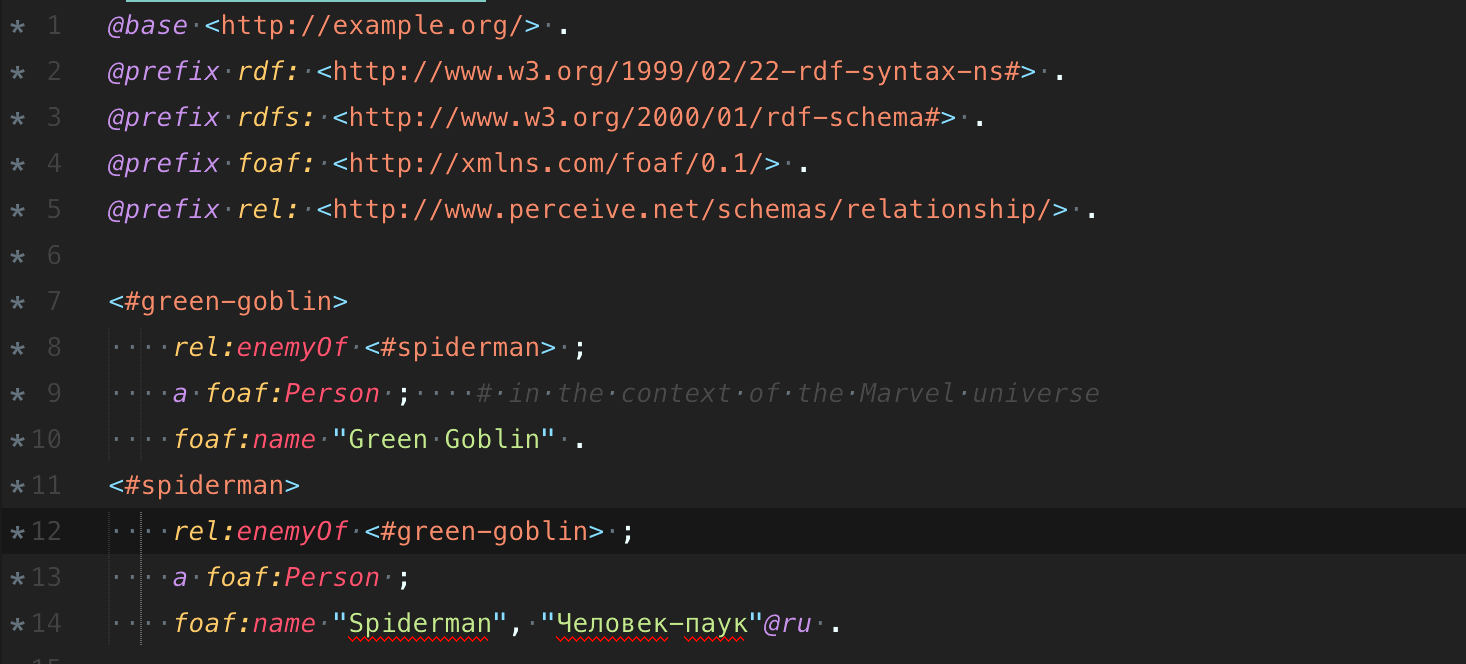 * 1 @base <http://example.org/> .
* 2 @prefix rdf: <http://www.w3.org/1999/02/22-rdf-syntax-ns#> .
* 3 @prefix rdfs: <http://www.w3.org/2000/01/rdf-schema#> .
* 4 @prefix foaf: <http://xmlns.com/foaf/0.1/> .
* 5 @prefix rel: <http://www.perceive.net/schemas/relationship/> .
* 6
* 7 <#green-goblin>
* 8     rel:enemyOf <#spiderman> ;
* 9     a foaf:Person ;    # in the context of the Marvel universe
* 10     foaf:name "Green Goblin" .
* 11 <#spiderman>
* 12     rel:enemyOf <#green-goblin> ;
* 13     a foaf:Person ;
* 14     foaf:name "Spiderman", "Человек-паук"@ru .